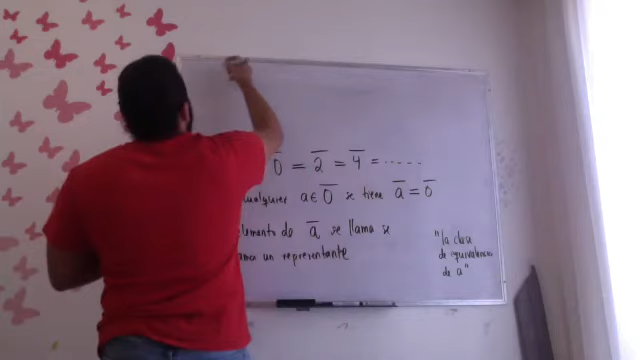 0̅ = 2̅ = 4̅ = ......
ualquier a ∈ 0̅ se tiene a̅ = 0̅
lemento de a̅ se llama se
ama un representante
"la clase
de equivalencia
de a"